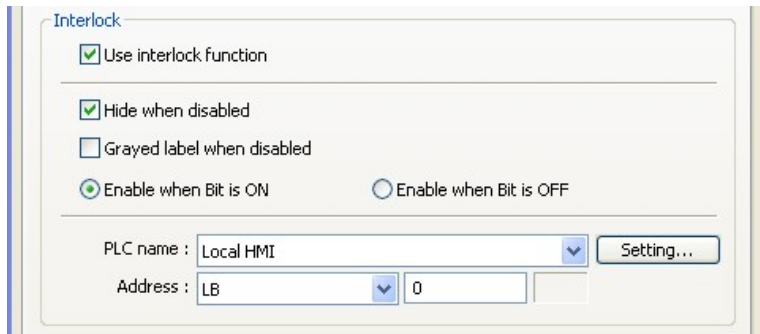 Interlock
Use interlock function
Hide when disabled
Grayed label when disabled
Enable when Bit is ON Enable when Bit is OFF
PLC name : Local HMI Setting...
Address : LB 0